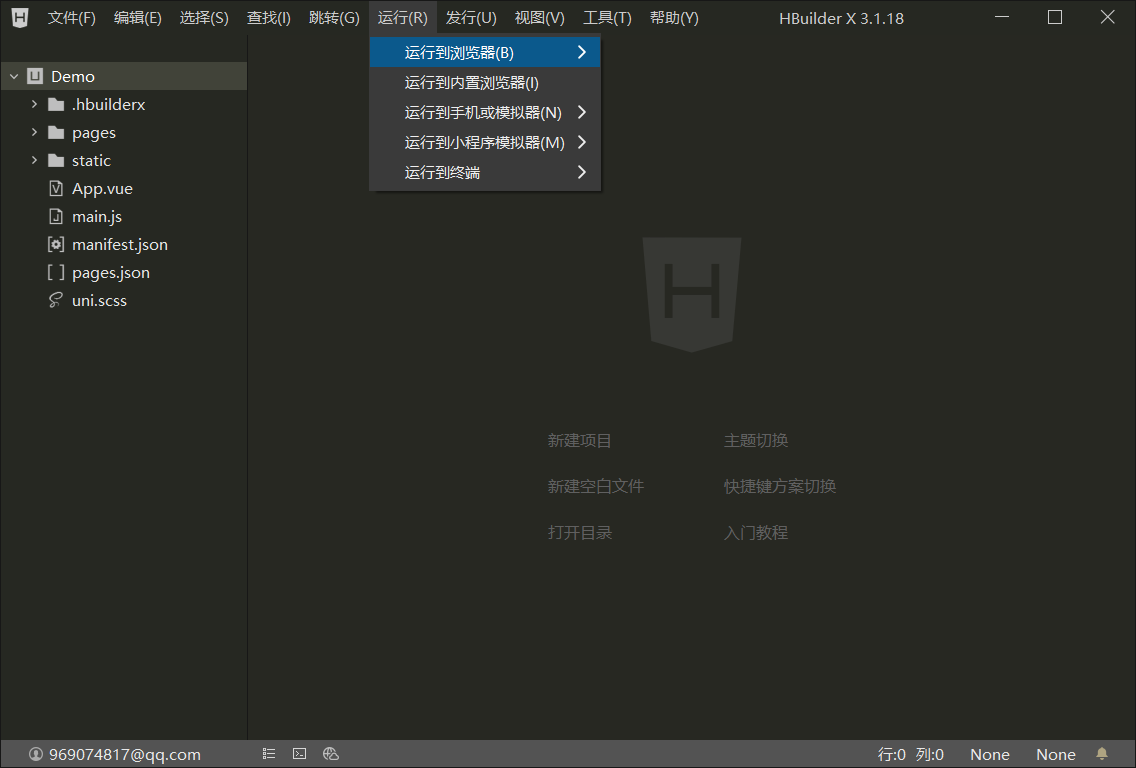 文件(F) 编辑(E) 选择(S) 查找(I) 跳转(G) 运行(R) 发行(U) 视图(V) 工具(T) 帮助(Y) HBuilder X 3.1.18
运行到浏览器(B)
运行到内置浏览器(I)
运行到手机或模拟器(N)
运行到小程序模拟器(M)
运行到终端
Demo
.hbuilderx
pages
static
App.vue
main.js
manifest.json
pages.json
uni.scss
H
新建项目 主题切换
新建空白文件 快捷键方案切换
打开目录 入门教程
969074817@qq.com 行:0 列:0 None None